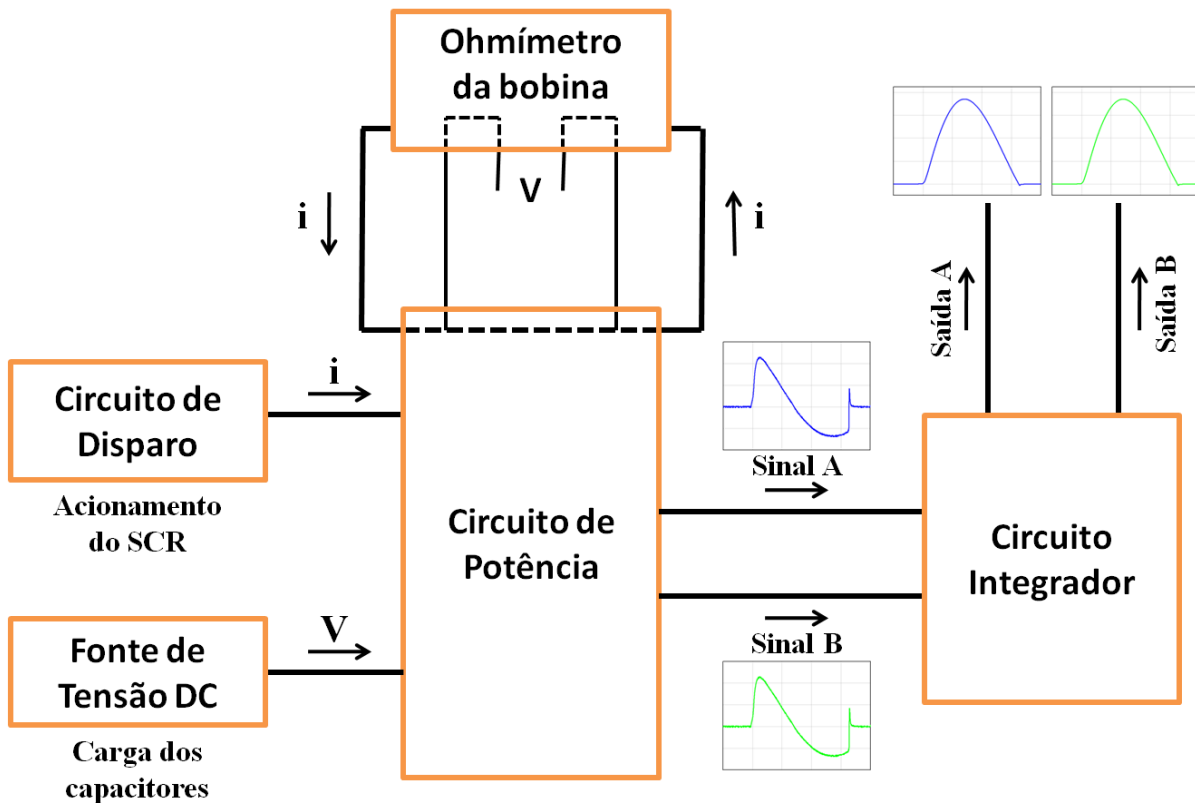 Ohmímetro
da bobina
V
i
i
Saída A
Saída B
Circuito de
Disparo
i
Acionamento
do SCR
Sinal A
Circuito de
Potência
Circuito
Integrador
Fonte de
Tensão DC
V
Sinal B
Carga dos
capacitores